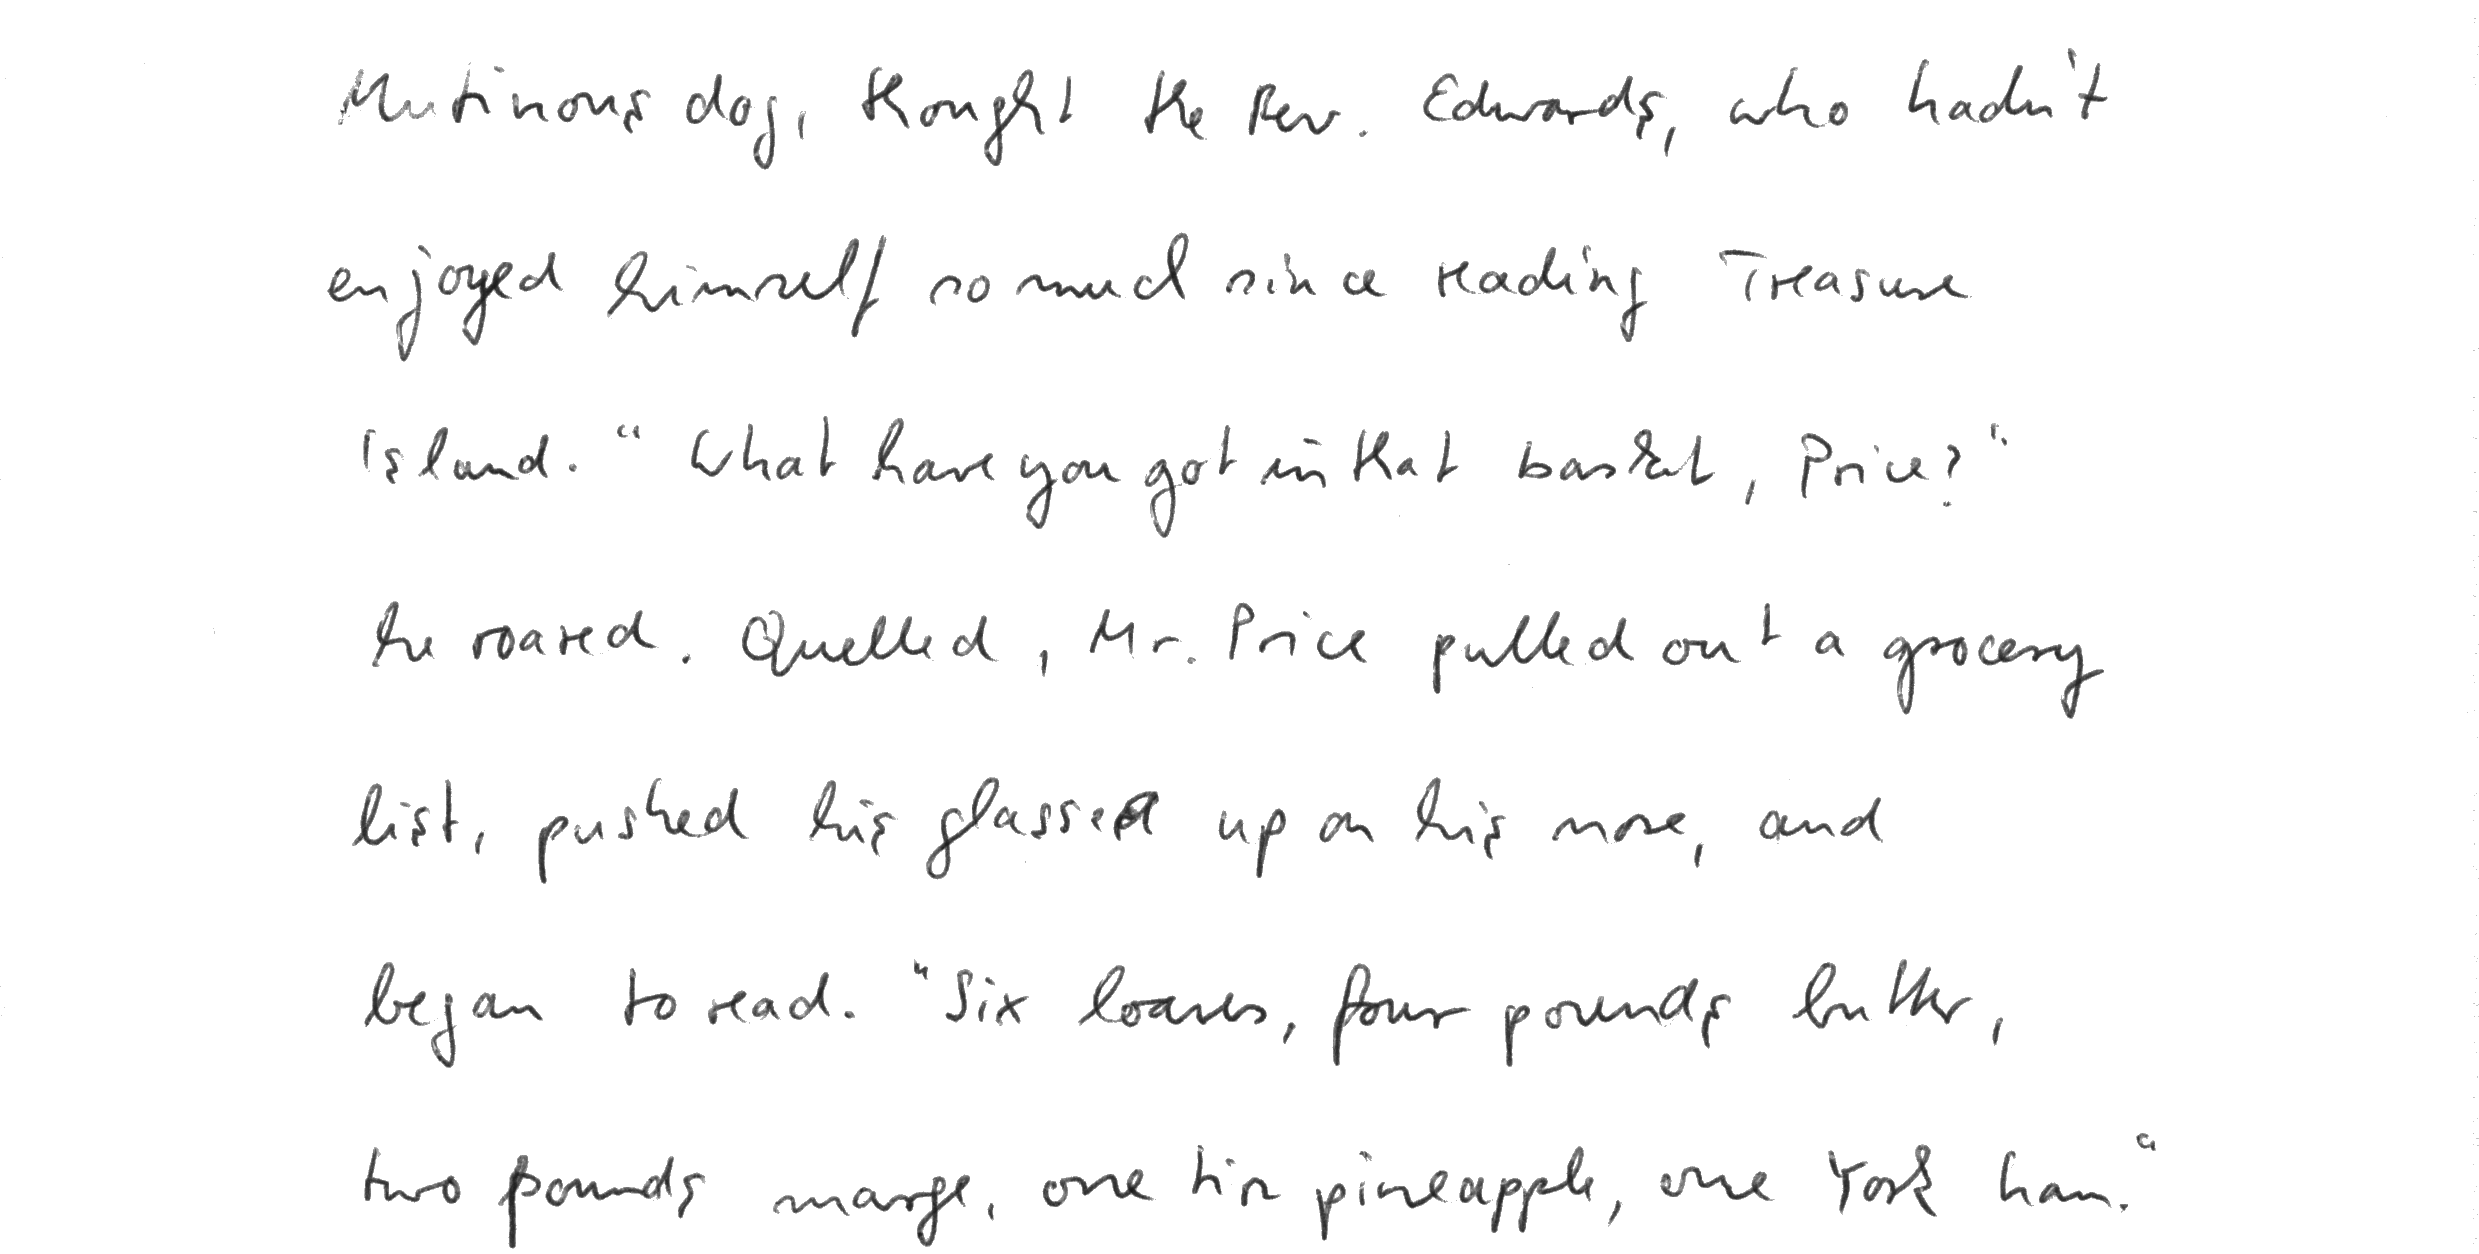 Mutinous dog, thought the Rev. Edwards, who hadn't
enjoyed himself so much since reading Treasure
Island. "What have you got in that basket, Price?"
he roared. Quelled, Mr. Price pulled out a grocery
list, pushed his glasses up on his nose, and
began to read. "Six loaves, four pounds butter,
two pounds marge, one tin pineapple, one York ham."